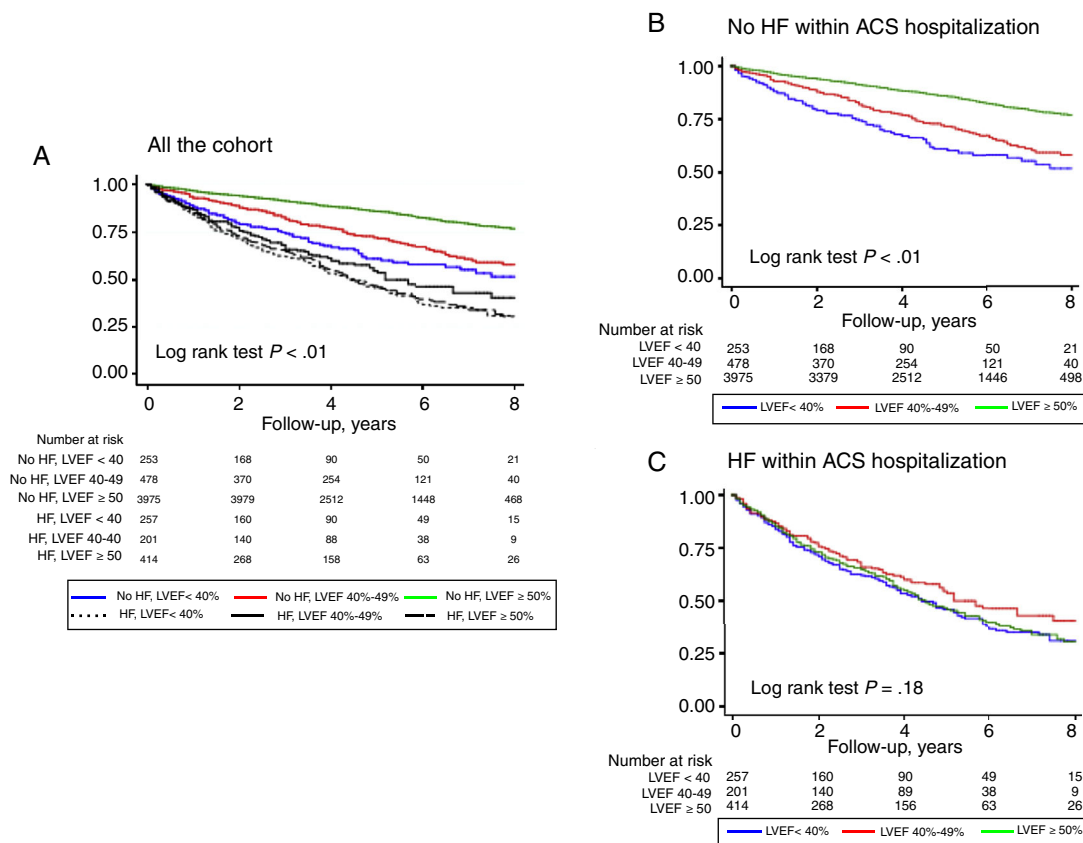 A
All the cohort
1.00
0.75
0.50
0.25
0.00
Log rank test P < .01
0 2 4 6 8
Follow-up, years
Number at risk
No HF, LVEF < 40 253 168 90 50 21
No HF, LVEF 40-49 478 370 254 121 40
No HF, LVEF ≥ 50 3975 3979 2512 1448 468
HF, LVEF < 40 257 160 90 49 15
HF, LVEF 40-40 201 140 88 38 9
HF, LVEF ≥ 50 414 268 158 63 26
No HF, LVEF< 40% No HF, LVEF 40%-49% No HF, LVEF ≥ 50%
HF, LVEF< 40% HF, LVEF 40%-49% HF, LVEF ≥ 50%
B
No HF within ACS hospitalization
1.00
0.75
0.50
0.25
0.00
Log rank test P < .01
0 2 4 6 8
Follow-up, years
Number at risk
LVEF < 40 253 168 90 50 21
LVEF 40-49 478 370 254 121 40
LVEF ≥ 50 3975 3379 2512 1446 498
LVEF< 40% LVEF 40%-49% LVEF ≥ 50%
C
HF within ACS hospitalization
1.00
0.75
0.50
0.25
0.00
Log rank test P = .18
0 2 4 6 8
Follow-up, years
Number at risk
LVEF < 40 257 160 90 49 15
LVEF 40-49 201 140 89 38 9
LVEF ≥ 50 414 268 156 63 26
LVEF< 40% LVEF 40%-49% LVEF ≥ 50%